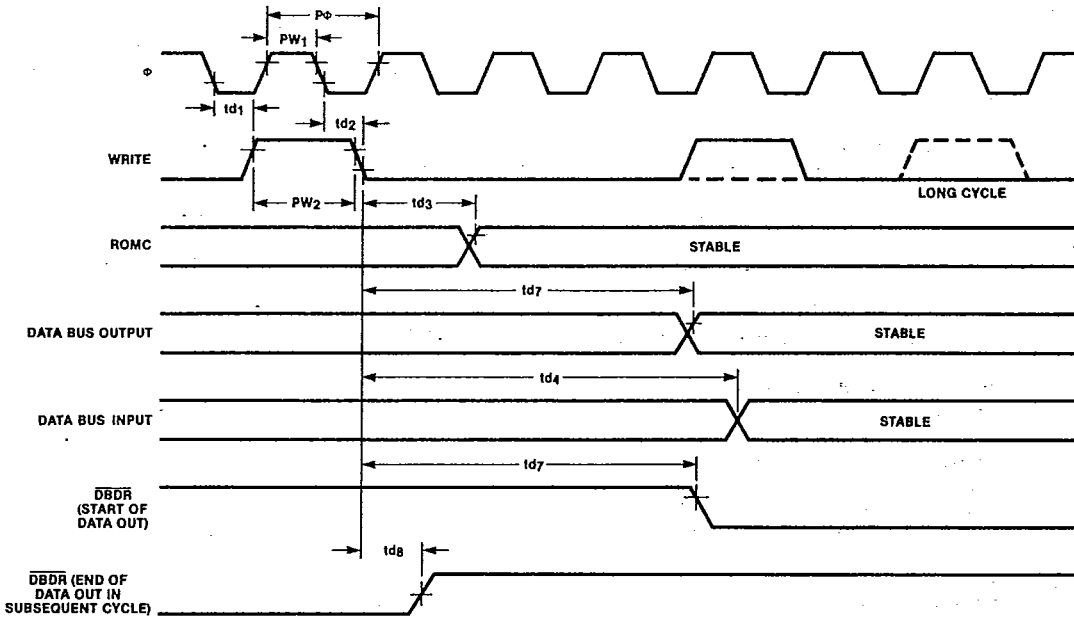 PΦ
PW1
Φ
td1
td2
WRITE
LONG CYCLE
PW2
td3
ROMC
STABLE
td7
DATA BUS OUTPUT
STABLE
td4
DATA BUS INPUT
STABLE
td7
DBDR
(START OF
DATA OUT)
td8
DBDR (END OF
DATA OUT IN
SUBSEQUENT CYCLE)